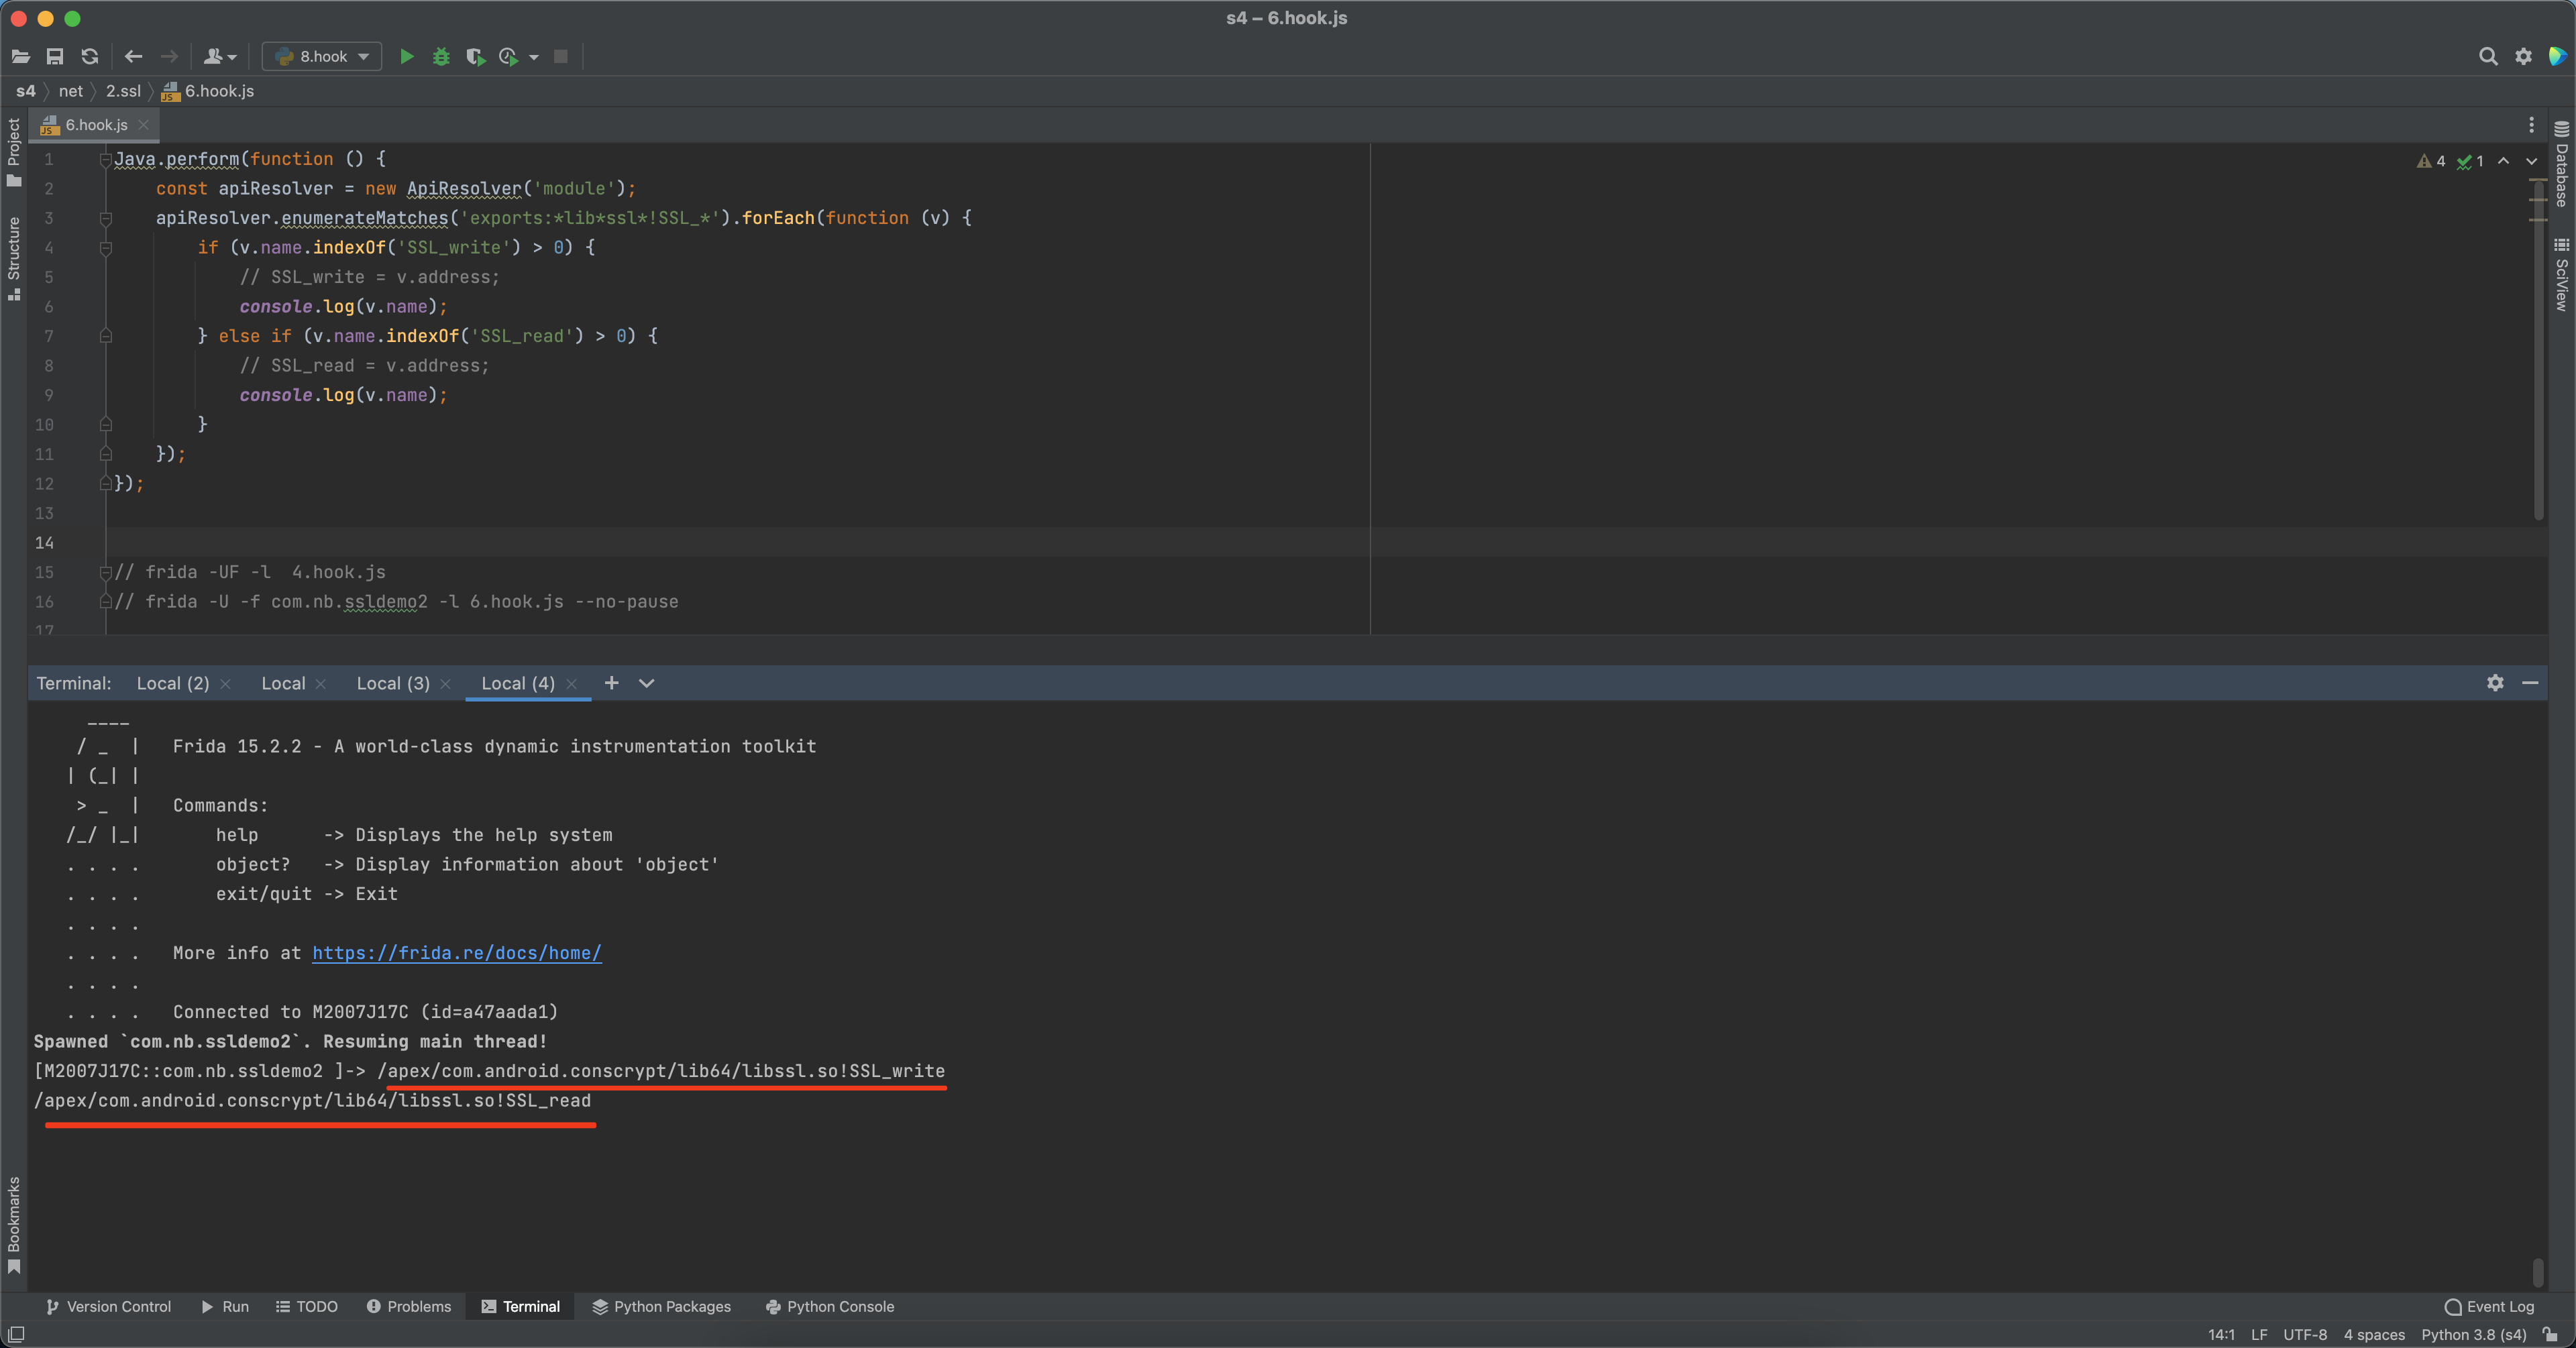 s4 – 6.hook.js
8.hook
s4 net 2.ssl 6.hook.js
6.hook.js
Project
Structure
Bookmarks
Database
SciView
4 1
1 Java.perform(function () {
2     const apiResolver = new ApiResolver('module');
3     apiResolver.enumerateMatches('exports:*lib*ssl*!SSL_*').forEach(function (v) {
4         if (v.name.indexOf('SSL_write') > 0) {
5             // SSL_write = v.address;
6             console.log(v.name);
7         } else if (v.name.indexOf('SSL_read') > 0) {
8             // SSL_read = v.address;
9             console.log(v.name);
10         }
11     });
12 });
13
14
15 // frida -UF -l  4.hook.js
16 // frida -U -f com.nb.ssldemo2 -l 6.hook.js --no-pause
17
Terminal: Local (2) Local Local (3) Local (4)
     ____
    / _  |   Frida 15.2.2 - A world-class dynamic instrumentation toolkit
   | (_| |
    > _  |   Commands:
   /_/ |_|       help      -> Displays the help system
   . . . .       object?   -> Display information about 'object'
   . . . .       exit/quit -> Exit
   . . . .
   . . . .   More info at https://frida.re/docs/home/
   . . . .
   . . . .   Connected to M2007J17C (id=a47aada1)
Spawned `com.nb.ssldemo2`. Resuming main thread!
[M2007J17C::com.nb.ssldemo2 ]-> /apex/com.android.conscrypt/lib64/libssl.so!SSL_write
/apex/com.android.conscrypt/lib64/libssl.so!SSL_read
Version Control Run TODO Problems Terminal Python Packages Python Console Event Log
14:1 LF UTF-8 4 spaces Python 3.8 (s4)